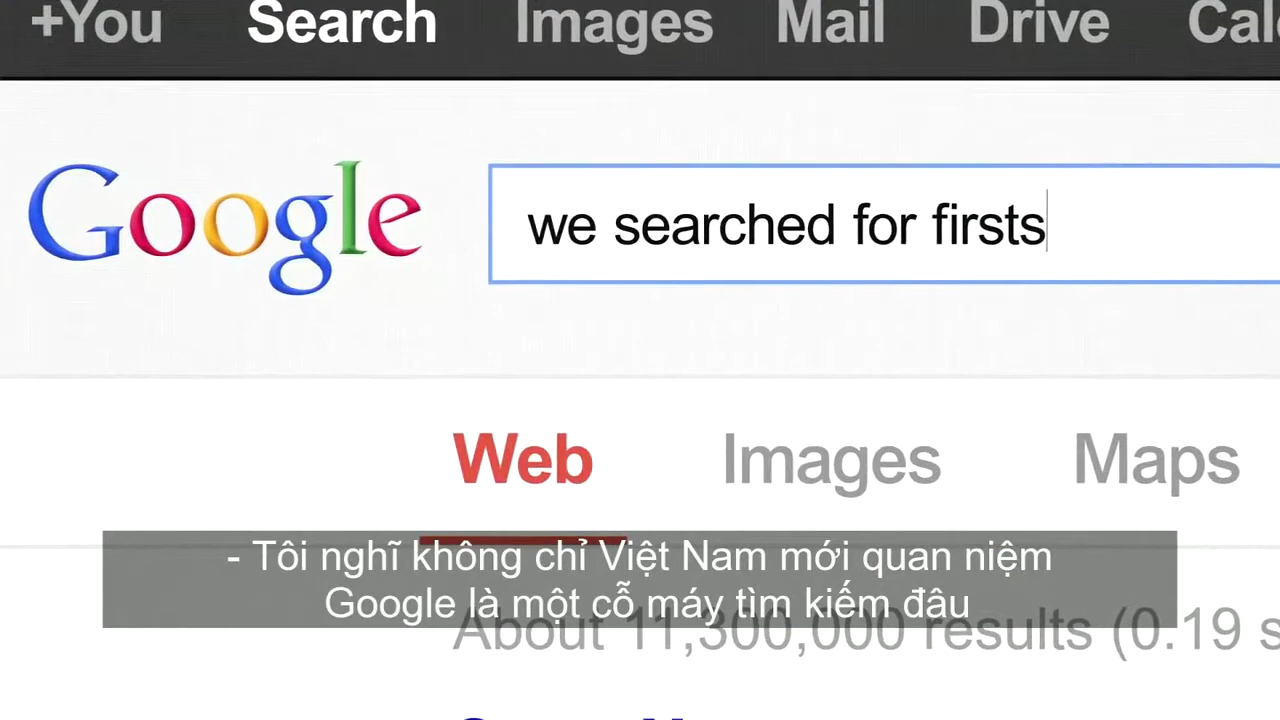 +You Search Images Mail Drive
Google we searched for firsts
Web Images Maps
- Tôi nghĩ không chỉ Việt Nam mới quan niệm
Google là một cỗ máy tìm kiếm đâu
About 11,300,000 results (0.19